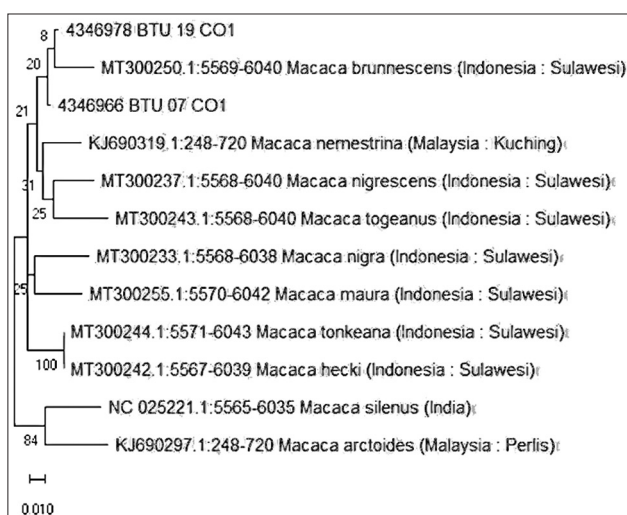 8
4346978 BTU 19 CO1
20
MT300250.1:5569-6040 Macaca brunnescens (Indonesia : Sulawesi)
4346966 BTU 07 CO1
21
KJ690319.1:248-720 Macaca nemestrina (Malaysia : Kuching)
31
MT300237.1:5568-6040 Macaca nigrescens (Indonesia : Sulawesi)
25
MT300243.1:5568-6040 Macaca togeanus (Indonesia : Sulawesi)
MT300233.1:5568-6038 Macaca nigra (Indonesia : Sulawesi)
25
MT300255.1:5570-6042 Macaca maura (Indonesia : Sulawesi)
MT300244.1:5571-6043 Macaca tonkeana (Indonesia : Sulawesi)
100
MT300242.1:5567-6039 Macaca hecki (Indonesia : Sulawesi)
NC 025221.1:5565-6035 Macaca silenus (India)
84
KJ690297.1:248-720 Macaca arctoides (Malaysia : Perlis)
0.010